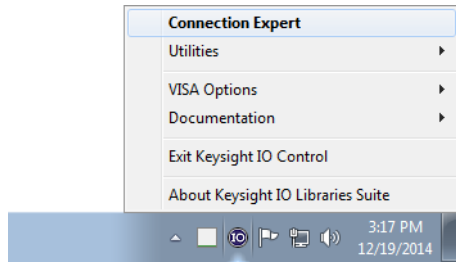 Connection Expert
Utilities
VISA Options
Documentation
Exit Keysight IO Control
About Keysight IO Libraries Suite
IO
3:17 PM
12/19/2014